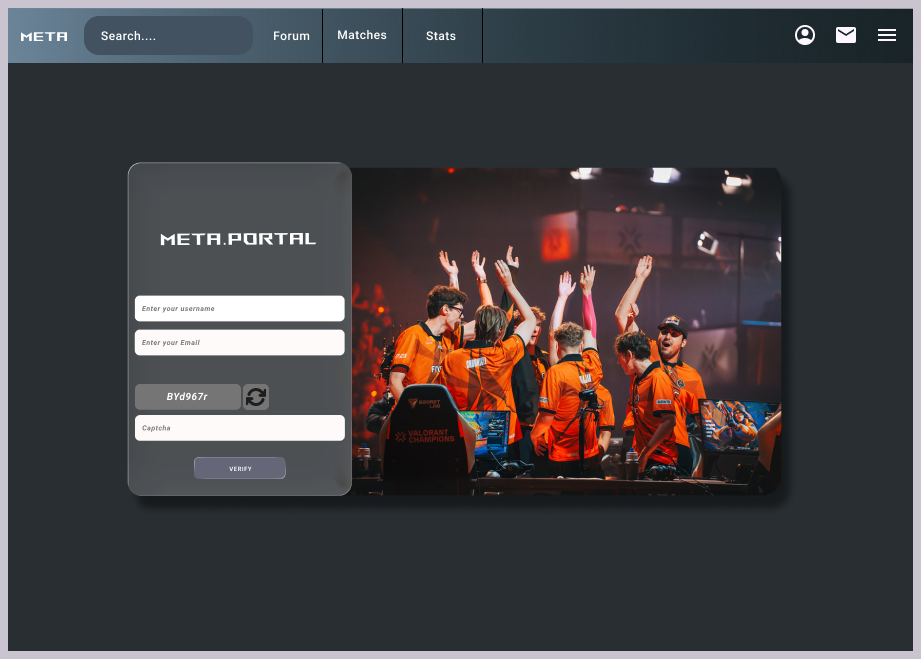 META
Search....
Forum
Matches
Stats
META.PORTAL
Enter your username
Enter your Email
BYd967r
Captcha
VERIFY
VALORANT
CHAMPIONS